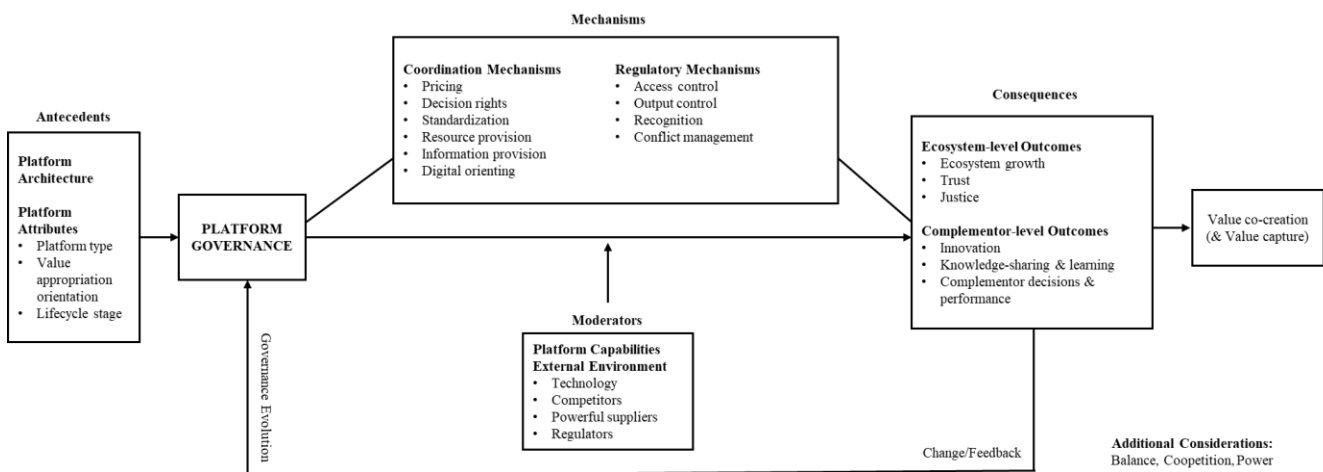 Mechanisms
Coordination Mechanisms
• Pricing
• Decision rights
• Standardization
• Resource provision
• Information provision
• Digital orienting
Regulatory Mechanisms
• Access control
• Output control
• Recognition
• Conflict management
Antecedents
Platform
Architecture
Platform
Attributes
• Platform type
• Value
appropriation
orientation
• Lifecycle stage
PLATFORM
GOVERNANCE
Consequences
Ecosystem-level Outcomes
• Ecosystem growth
• Trust
• Justice
Complementor-level Outcomes
• Innovation
• Knowledge-sharing & learning
• Complementor decisions &
performance
Value co-creation
(& Value capture)
Moderators
Platform Capabilities
External Environment
• Technology
• Competitors
• Powerful suppliers
• Regulators
Governance Evolution
Change/Feedback
Additional Considerations:
Balance, Coopetition, Power